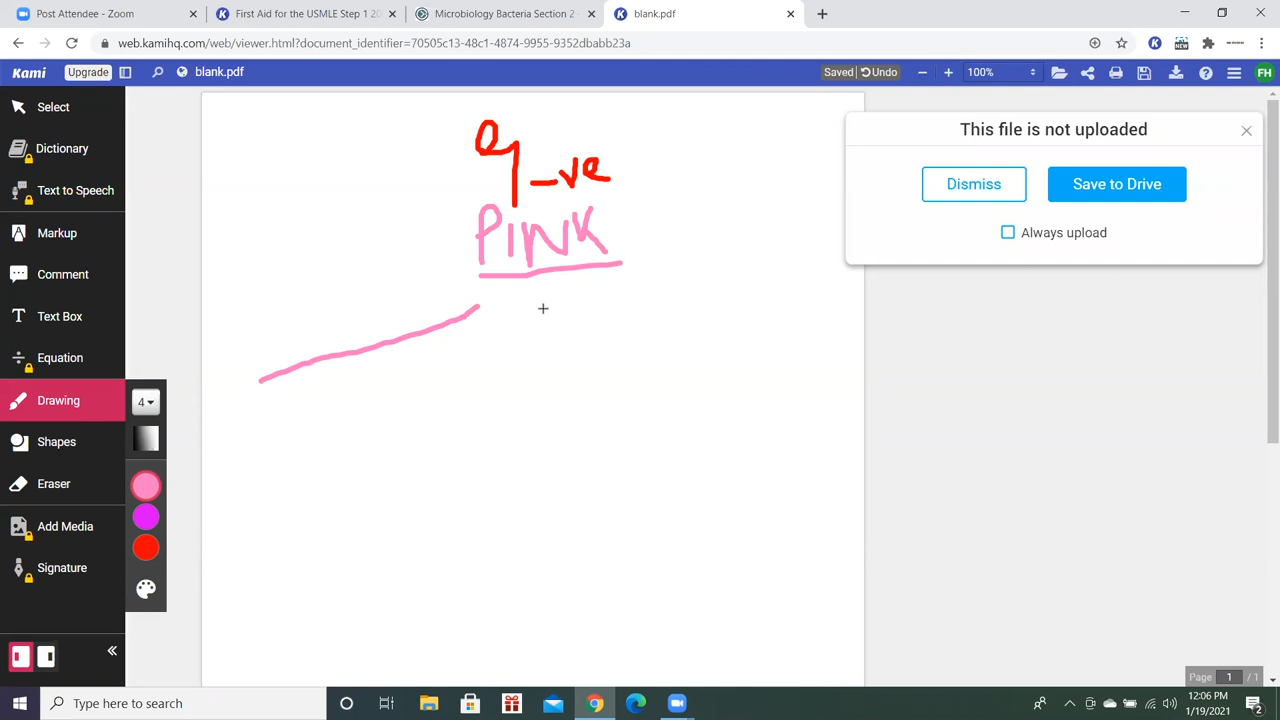 Post Attendee - Zoom
First Aid for the USMLE Step 1 20
Microbiology Bacteria Section 2 -
blank.pdf
web.kamihq.com/web/viewer.html?document_identifier=70505c13-48c1-4874-9955-9352dbabb23a
NEW
Kami
Upgrade
blank.pdf
Saved
Undo
100%
FH
Select
Dictionary
Text to Speech
Markup
Comment
Text Box
Equation
Drawing
Shapes
Eraser
Add Media
Signature
4
-ve
PINK
This file is not uploaded
Dismiss
Save to Drive
Always upload
Page 1 / 1
Type here to search
12:06 PM
1/19/2021
2